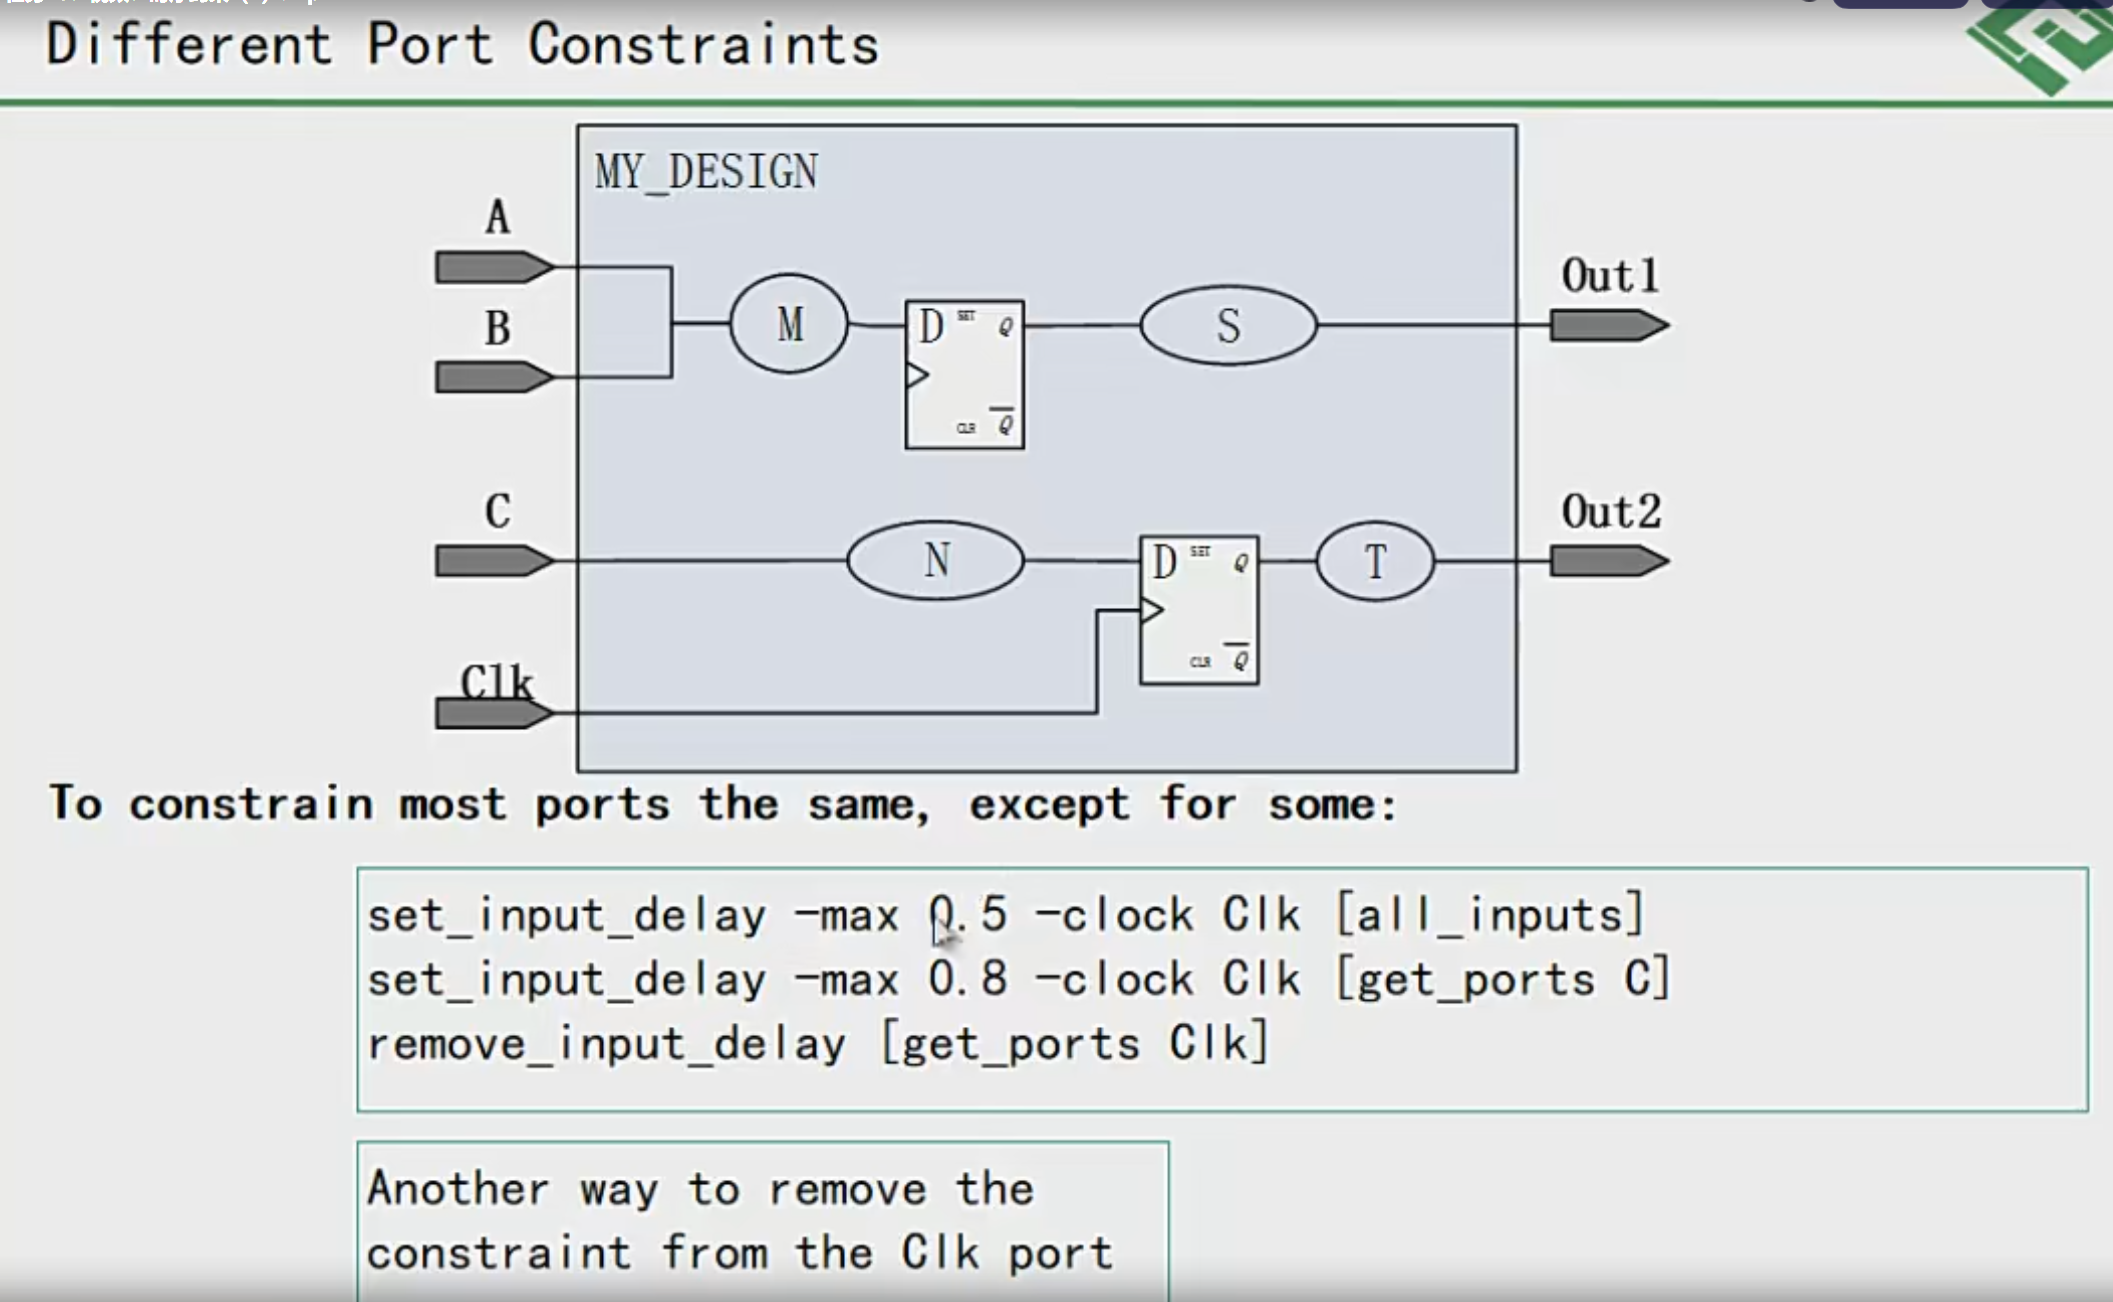 Different Port Constraints
MY_DESIGN
A
B
M
D SET Q
CLR Q
S
Out1
C
N
D SET Q
CLR Q
T
Out2
Clk
To constrain most ports the same, except for some:
set_input_delay -max 0.5 -clock Clk [all_inputs]
set_input_delay -max 0.8 -clock Clk [get_ports C]
remove_input_delay [get_ports Clk]
Another way to remove the
constraint from the Clk port